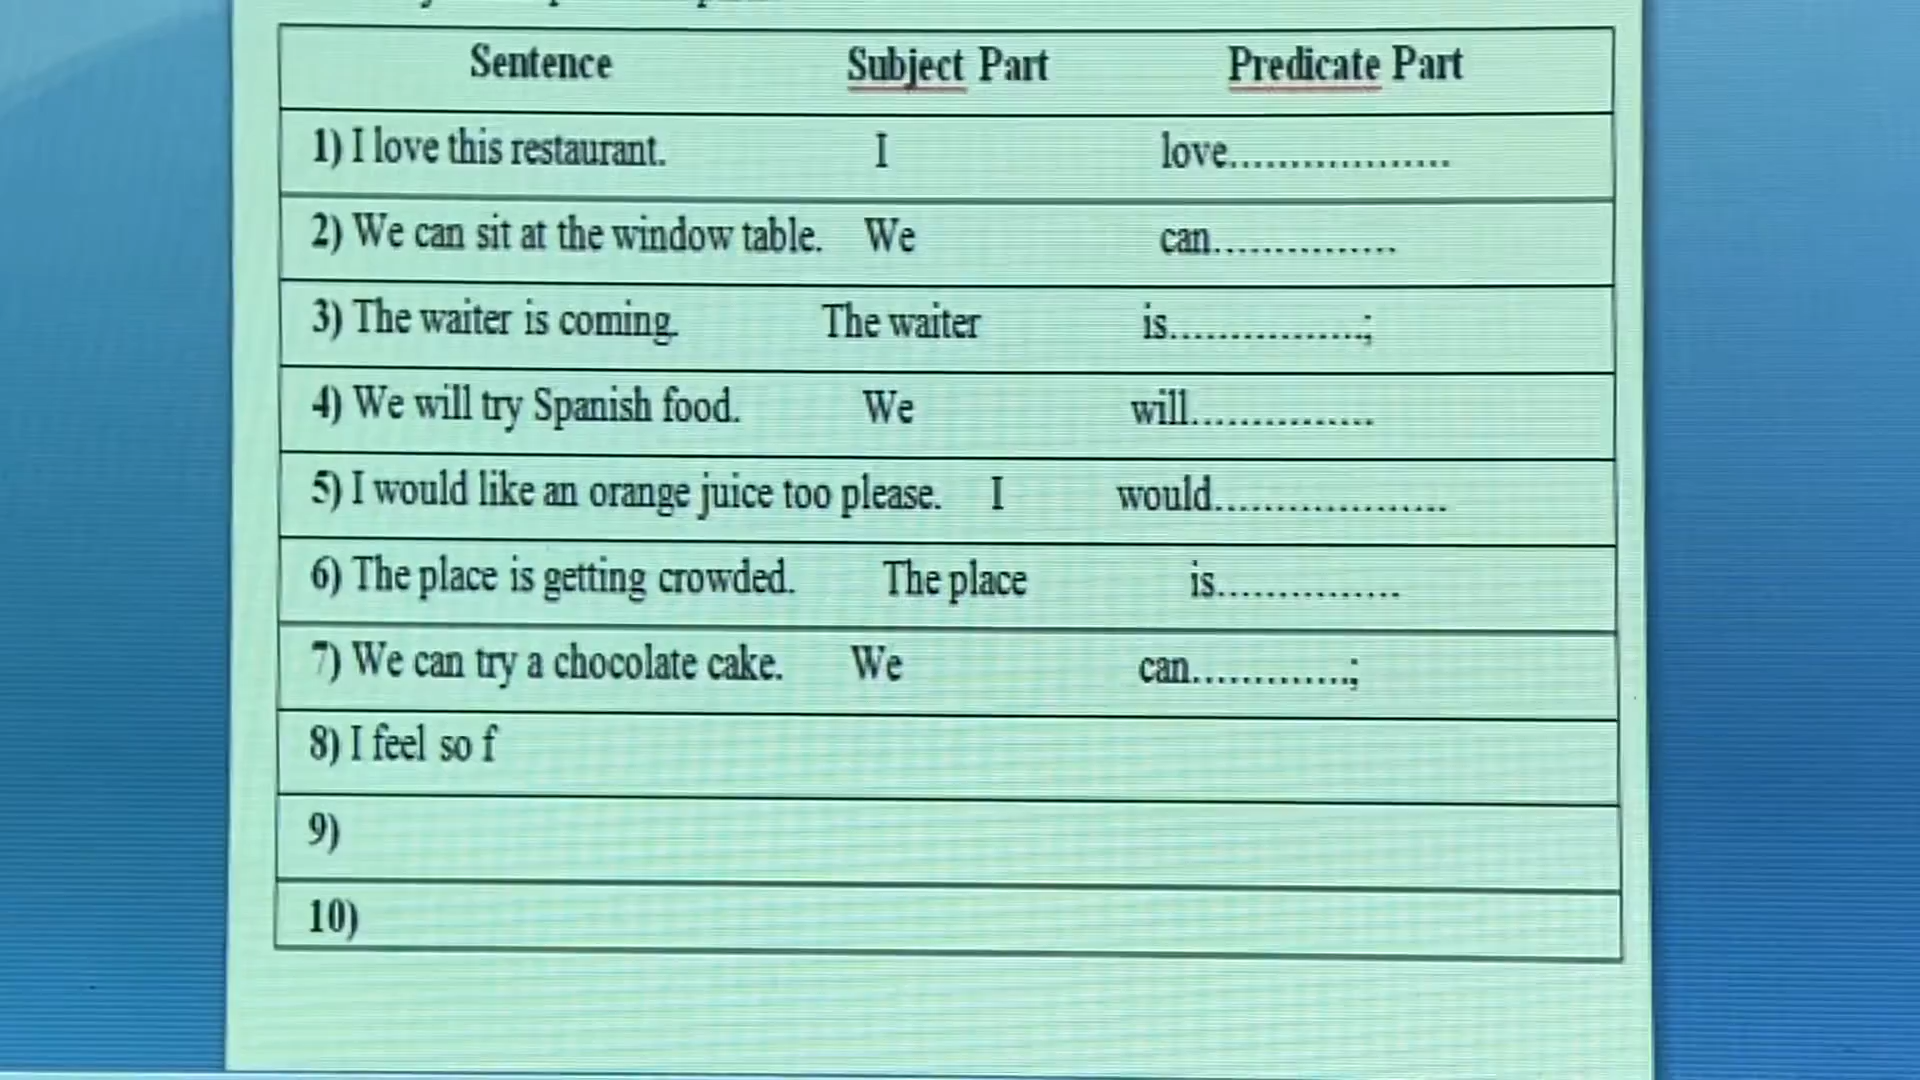 Sentence Subject Part Predicate Part
1) I love this restaurant. I love..................
2) We can sit at the window table. We can...............
3) The waiter is coming. The waiter is................;
4) We will try Spanish food. We will...............
5) I would like an orange juice too please. I would...................
6) The place is getting crowded. The place is...............
7) We can try a chocolate cake. We can.............;
8) I feel so f
9)
10)